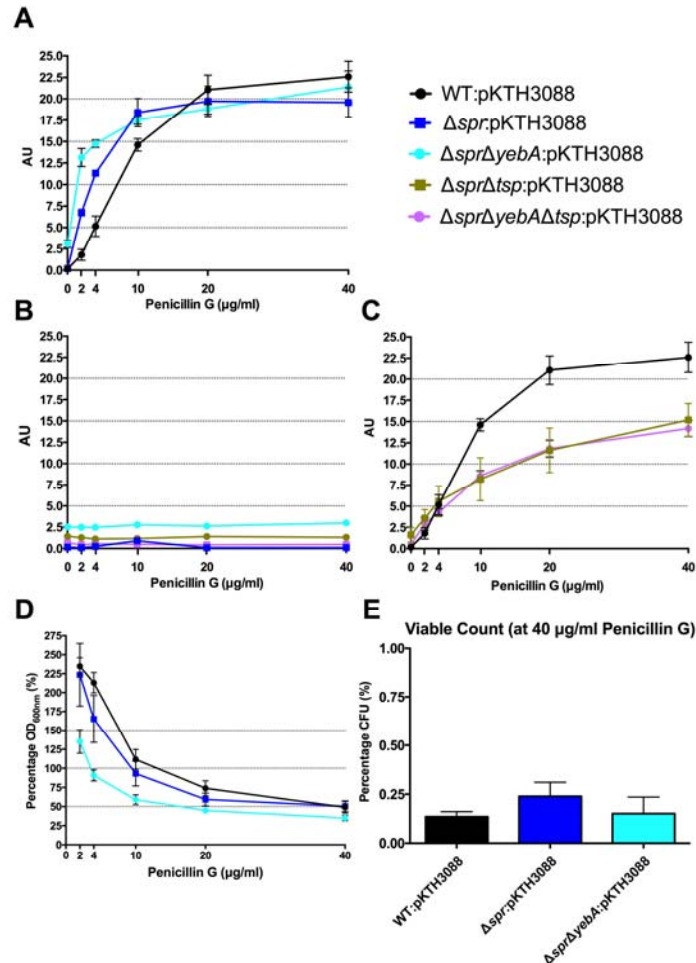 A
25.0
22.5
20.0
17.5
15.0
12.5
10.0
7.5
5.0
2.5
0.0
AU
0 2 4 10 20 40
Penicillin G (µg/ml)
WT:pKTH3088
Δspr:pKTH3088
ΔsprΔyebA:pKTH3088
ΔsprΔtsp:pKTH3088
ΔsprΔyebAΔtsp:pKTH3088
B
25.0
22.5
20.0
17.5
15.0
12.5
10.0
7.5
5.0
2.5
0.0
AU
0 2 4 10 20 40
Penicillin G (µg/ml)
C
25.0
22.5
20.0
17.5
15.0
12.5
10.0
7.5
5.0
2.5
0.0
AU
0 2 4 10 20 40
Penicillin G (µg/ml)
D
275
250
225
200
175
150
125
100
75
50
25
0
Percentage OD600nm (%)
0 2 4 10 20 40
Penicillin G (µg/ml)
E
Viable Count (at 40 µg/ml Penicillin G)
1.00
0.75
0.50
0.25
0.00
Percentage CFU (%)
WT:pKTH3088
Δspr:pKTH3088
ΔsprΔyebA:pKTH3088